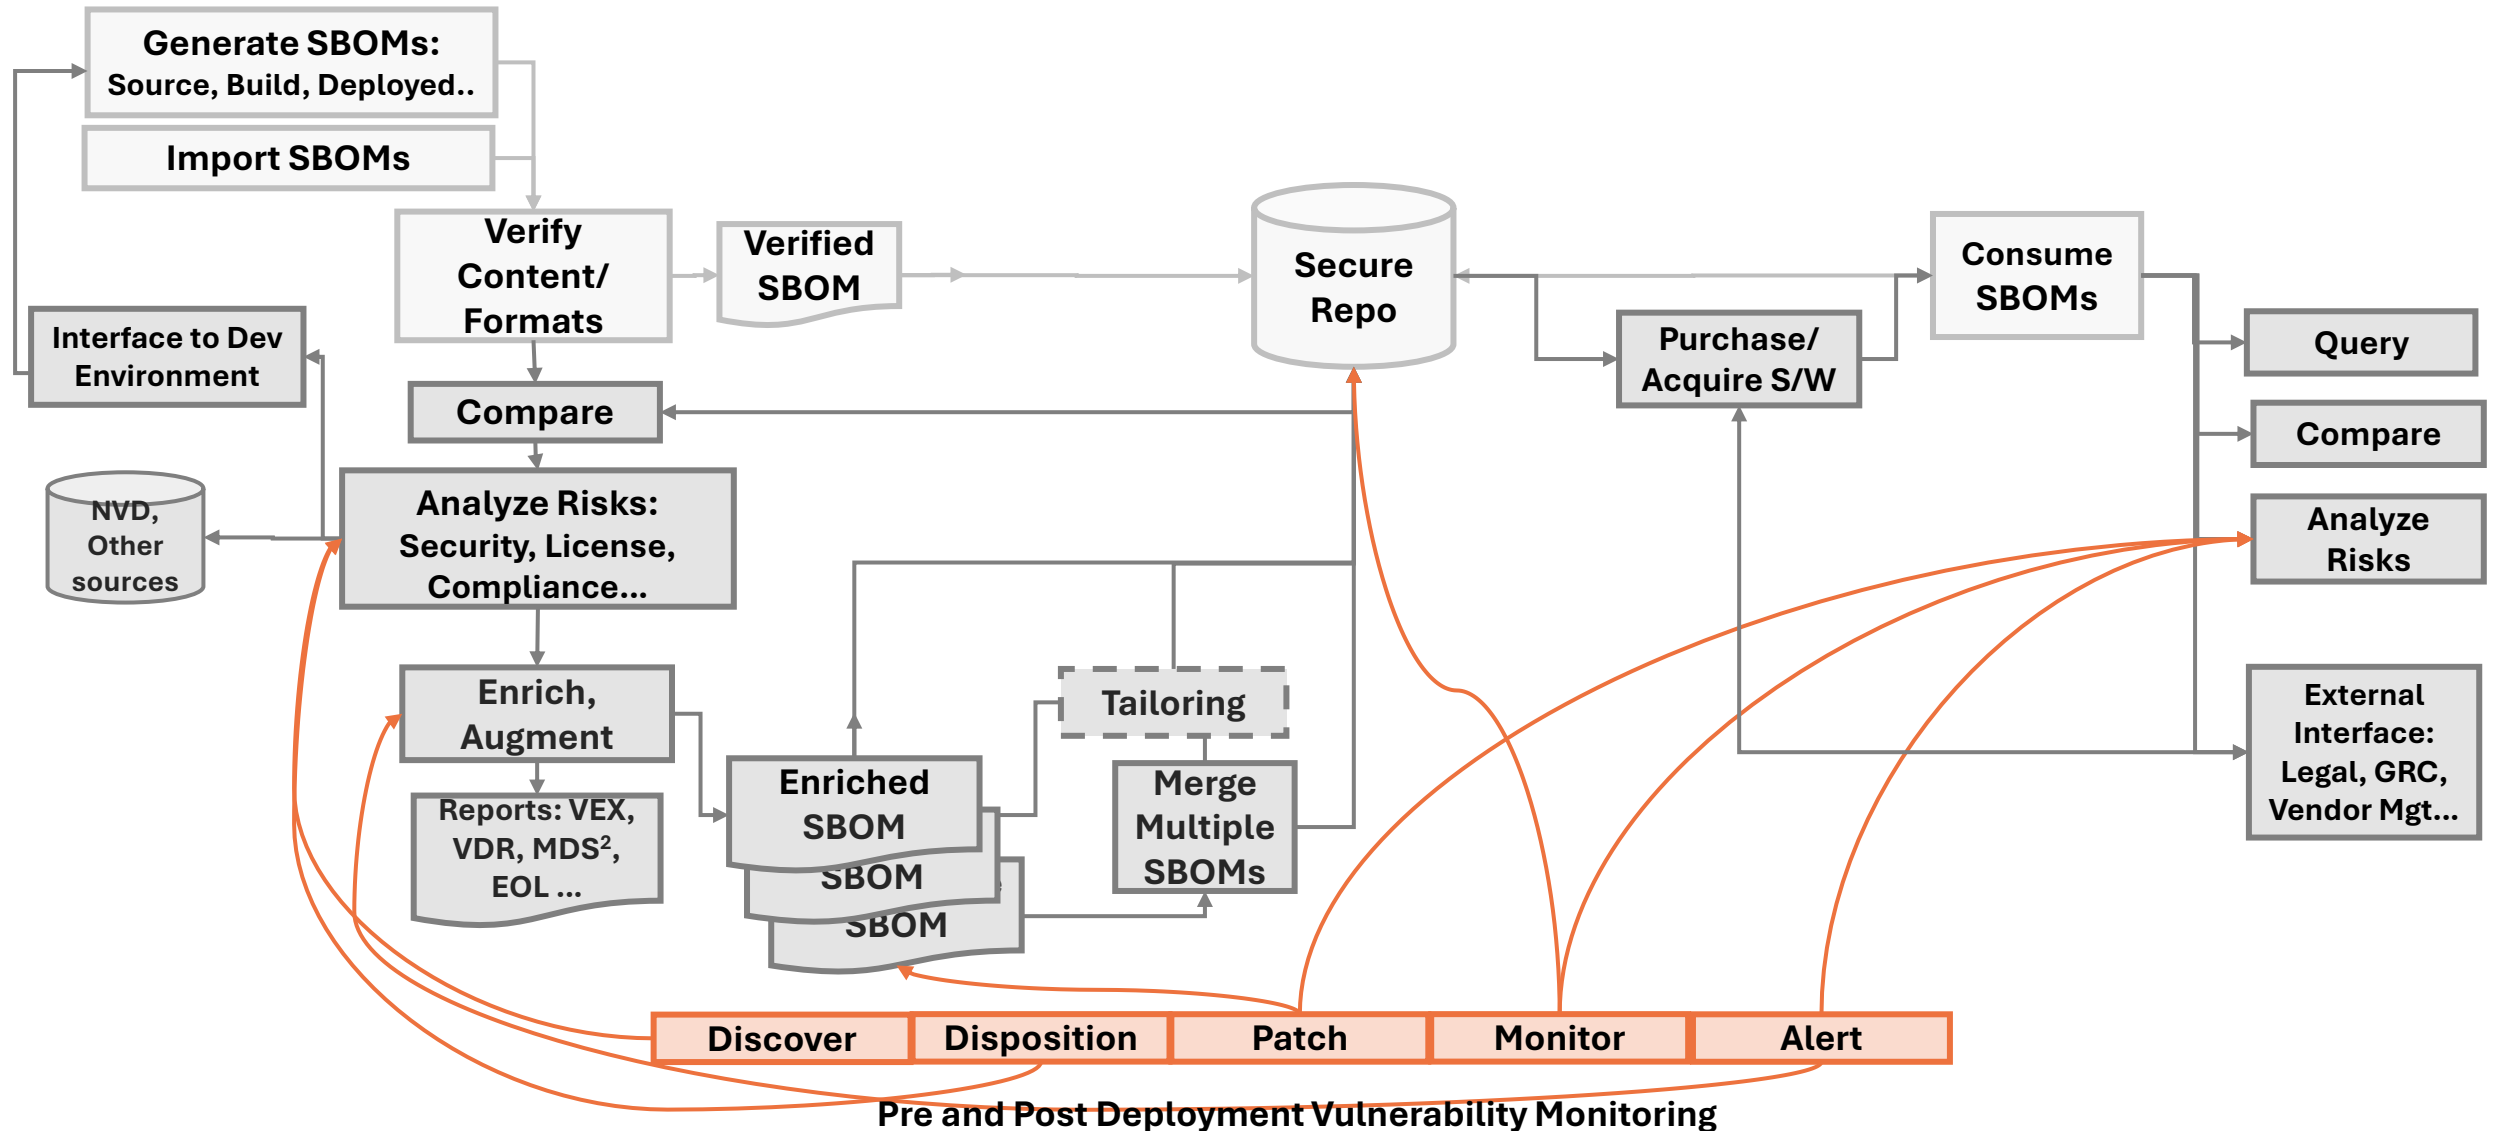 Generate SBOMs:
Source, Build, Deployed..
Import SBOMs
Verify
Content/
Formats
Verified
SBOM
Secure
Repo
Consume
SBOMs
Interface to Dev
Environment
Purchase/
Acquire S/W
Query
Compare
Compare
NVD,
Other
sources
Analyze Risks:
Security, License,
Compliance...
Analyze
Risks
Enrich,
Augment
Tailoring
External
Interface:
Legal, GRC,
Vendor Mgt...
Reports: VEX,
VDR, MDS²,
EOL ...
Enriched
SBOM
SBOM
SBOM
Merge
Multiple
SBOMs
Discover
Disposition
Patch
Monitor
Alert
Pre and Post Deployment Vulnerability Monitoring